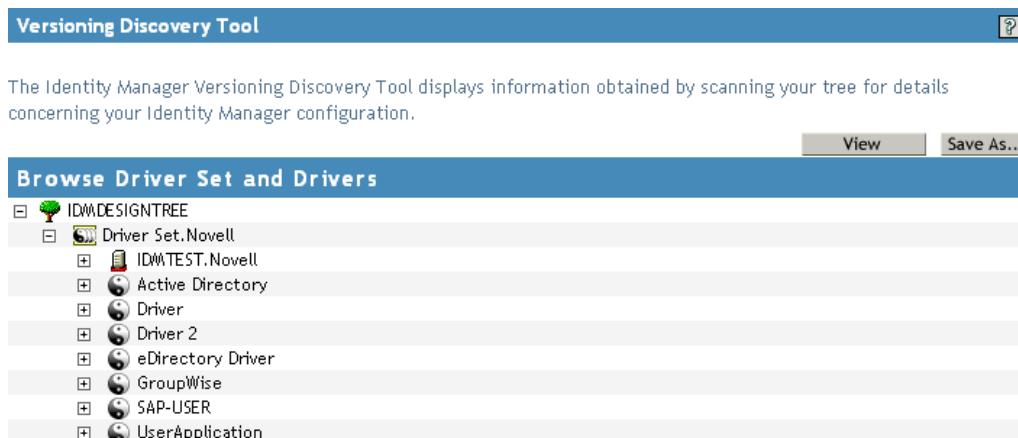 Versioning Discovery Tool
?
The Identity Manager Versioning Discovery Tool displays information obtained by scanning your tree for details
concerning your Identity Manager configuration.
View Save As..
Browse Driver Set and Drivers
IDMDESIGNTREE
Driver Set.Novell
IDMTEST.Novell
Active Directory
Driver
Driver 2
eDirectory Driver
GroupWise
SAP-USER
UserApplication